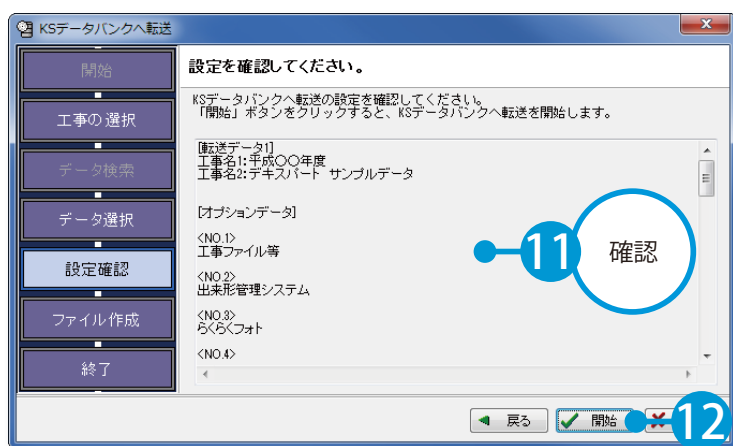 KSデータバンクへ転送
開始
工事の選択
データ検索
データ選択
設定確認
ファイル作成
終了
設定を確認してください。
KSデータバンクへ転送の設定を確認してください。
「開始」ボタンをクリックすると、KSデータバンクへ転送を開始します。
[転送データ1]
工事名1:平成〇〇年度
工事名2:デキスパート サンプルデータ
[オプションデータ]
<NO.1>
工事ファイル等
<NO.2>
出来形管理システム
<NO.3>
らくらくフォト
<NO.4>
11
確認
戻る
開始
12